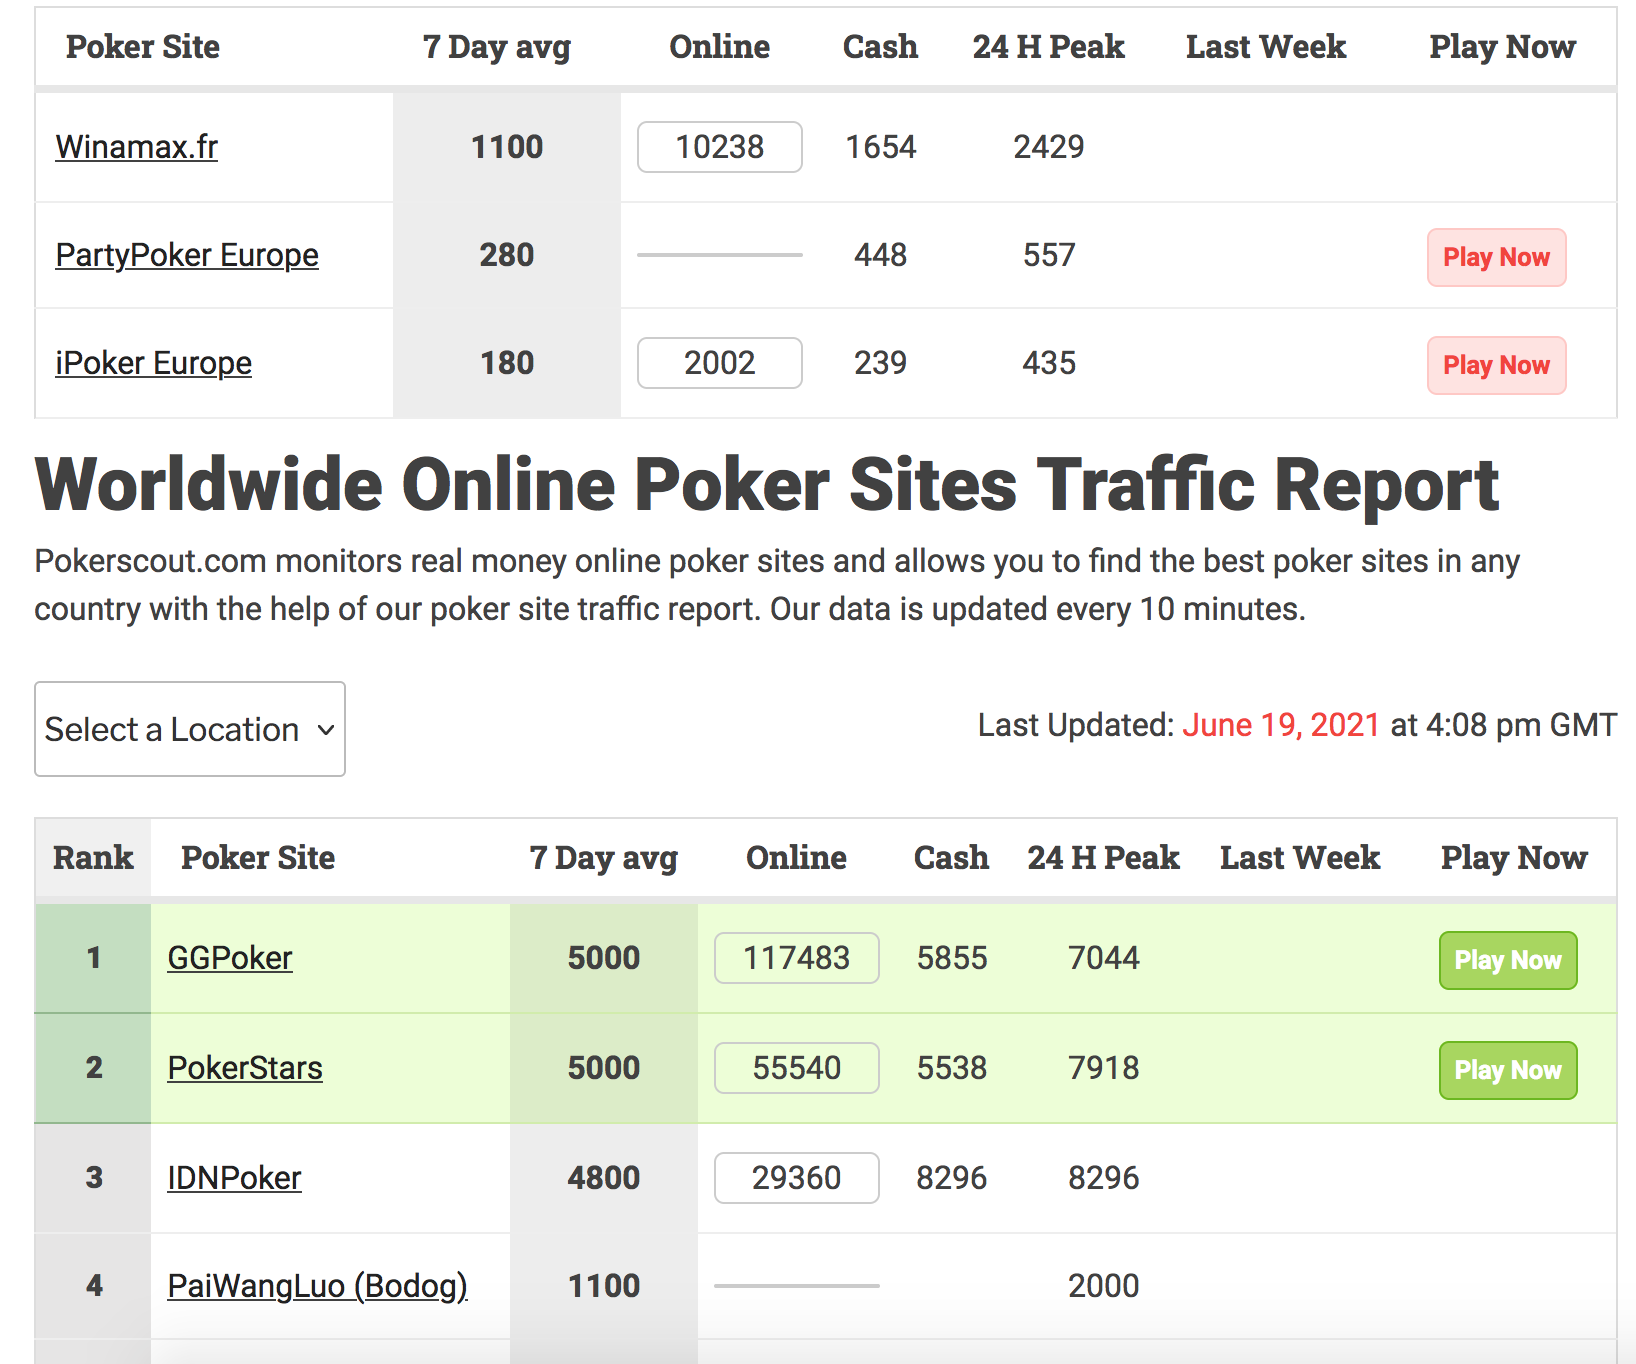 Poker Site 7 Day avg Online Cash 24 H Peak Last Week Play Now
Winamax.fr 1100 10238 1654 2429
PartyPoker Europe 280 448 557 Play Now
iPoker Europe 180 2002 239 435 Play Now
Worldwide Online Poker Sites Traffic Report
Pokerscout.com monitors real money online poker sites and allows you to find the best poker sites in any
country with the help of our poker site traffic report. Our data is updated every 10 minutes.
Select a Location Last Updated: June 19, 2021 at 4:08 pm GMT
Rank Poker Site 7 Day avg Online Cash 24 H Peak Last Week Play Now
1 GGPoker 5000 117483 5855 7044 Play Now
2 PokerStars 5000 55540 5538 7918 Play Now
3 IDNPoker 4800 29360 8296 8296
4 PaiWangLuo (Bodog) 1100 2000